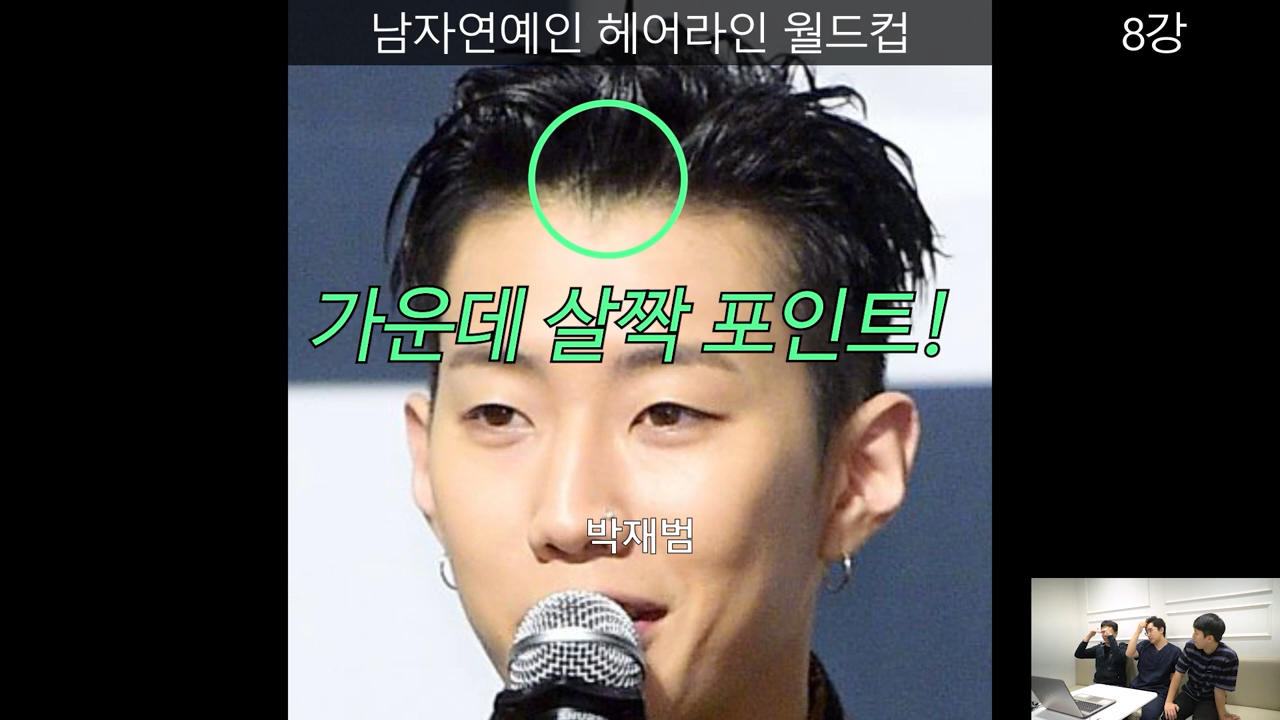 남자연예인 헤어라인 월드컵
8강
가운데 살짝 포인트!
박재범